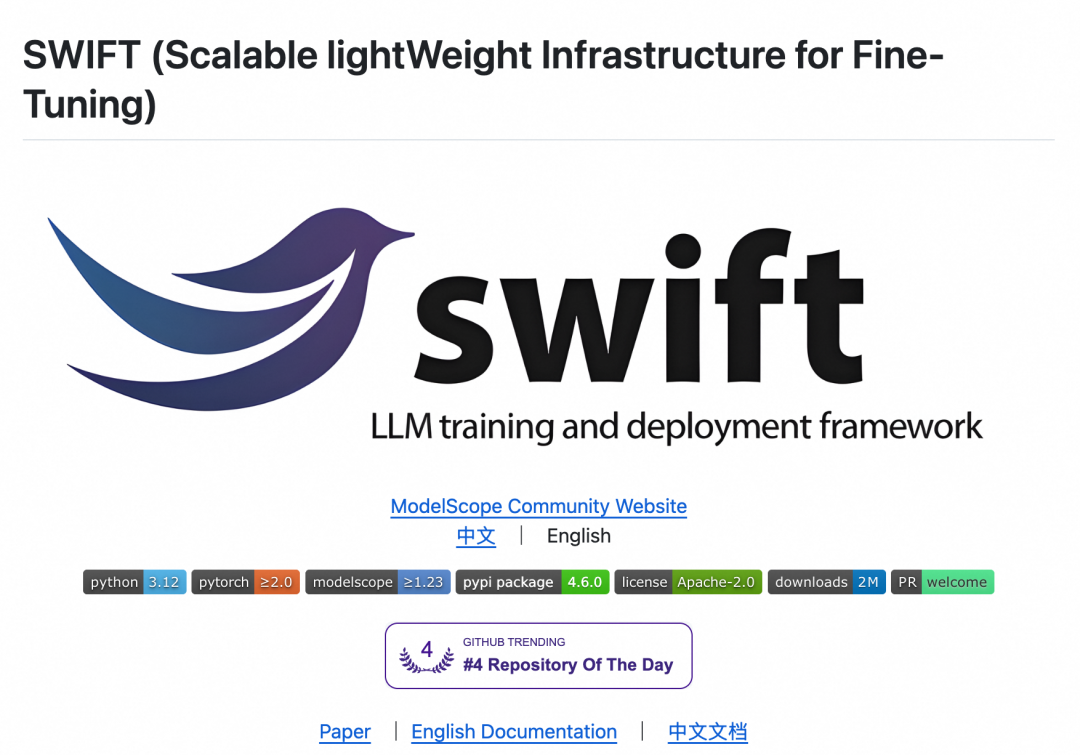 SWIFT (Scalable lightWeight Infrastructure for Fine-
Tuning)
swift
LLM training and deployment framework
ModelScope Community Website
中文 | English
python 3.12 pytorch ≥2.0 modelscope ≥1.23 pypi package 4.6.0 license Apache-2.0 downloads 2M PR welcome
4
GITHUB TRENDING
#4 Repository Of The Day
Paper | English Documentation | 中文文档